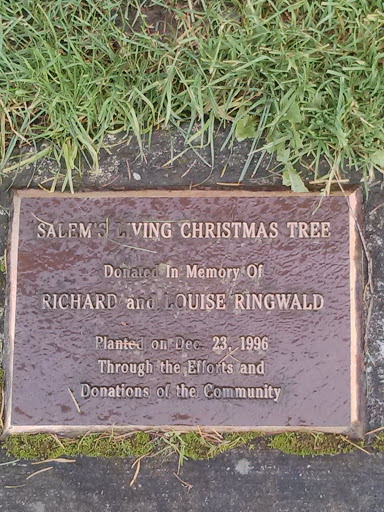 SALEM'S LIVING CHRISTMAS TREE
Donated In Memory Of
RICHARD and LOUISE RINGWALD
Planted on Dec. 23, 1996
Through the Efforts and
Donations of the Community